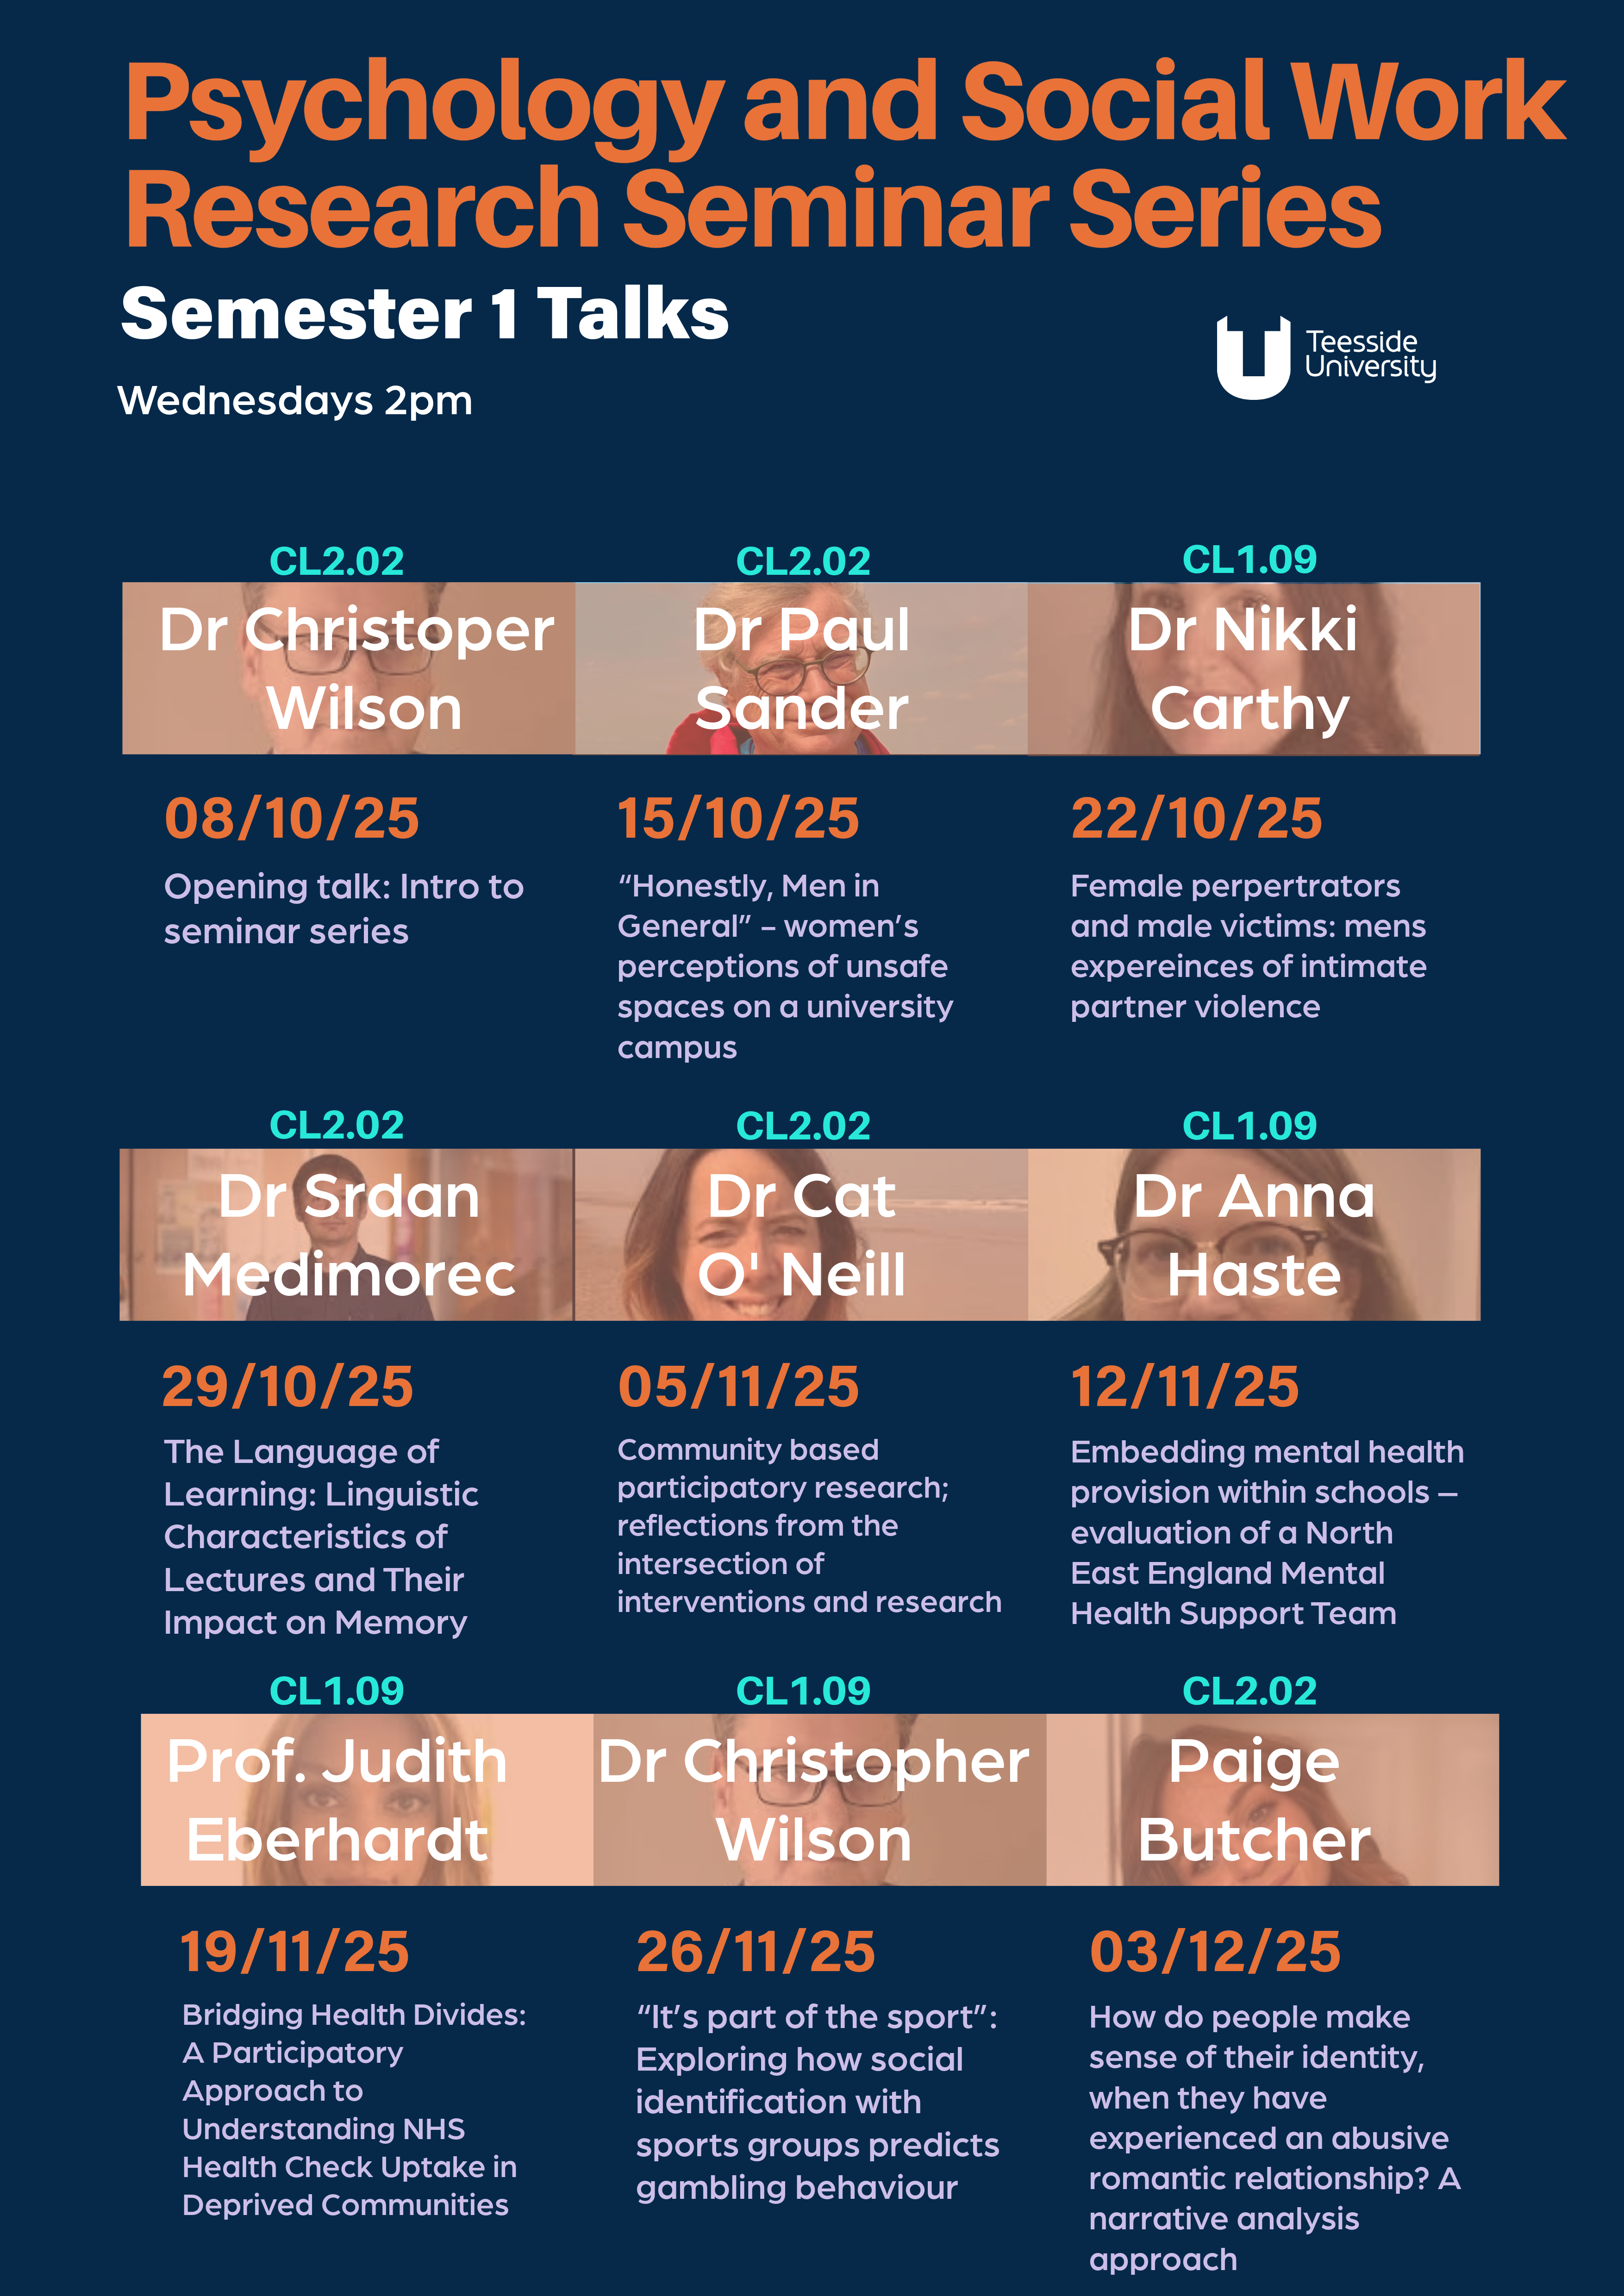 Psychology and Social Work
Research Seminar Series
Semester 1 Talks
Teesside
University
Wednesdays 2pm
CL2.02
Dr Christoper
Wilson
08/10/25
Opening talk: Intro to
seminar series
CL2.02
Dr Paul
Sander
15/10/25
“Honestly, Men in
General” – women’s
perceptions of unsafe
spaces on a university
campus
CL1.09
Dr Nikki
Carthy
22/10/25
Female perpertrators
and male victims: mens
expereinces of intimate
partner violence
CL2.02
Dr Srdan
Medimorec
29/10/25
The Language of
Learning: Linguistic
Characteristics of
Lectures and Their
Impact on Memory
CL2.02
Dr Cat
O' Neill
05/11/25
Community based
participatory research;
reflections from the
intersection of
interventions and research
CL1.09
Dr Anna
Haste
12/11/25
Embedding mental health
provision within schools —
evaluation of a North
East England Mental
Health Support Team
CL1.09
Prof. Judith
Eberhardt
19/11/25
Bridging Health Divides:
A Participatory
Approach to
Understanding NHS
Health Check Uptake in
Deprived Communities
CL1.09
Dr Christopher
Wilson
26/11/25
“It’s part of the sport”:
Exploring how social
identification with
sports groups predicts
gambling behaviour
CL2.02
Paige
Butcher
03/12/25
How do people make
sense of their identity,
when they have
experienced an abusive
romantic relationship? A
narrative analysis
approach